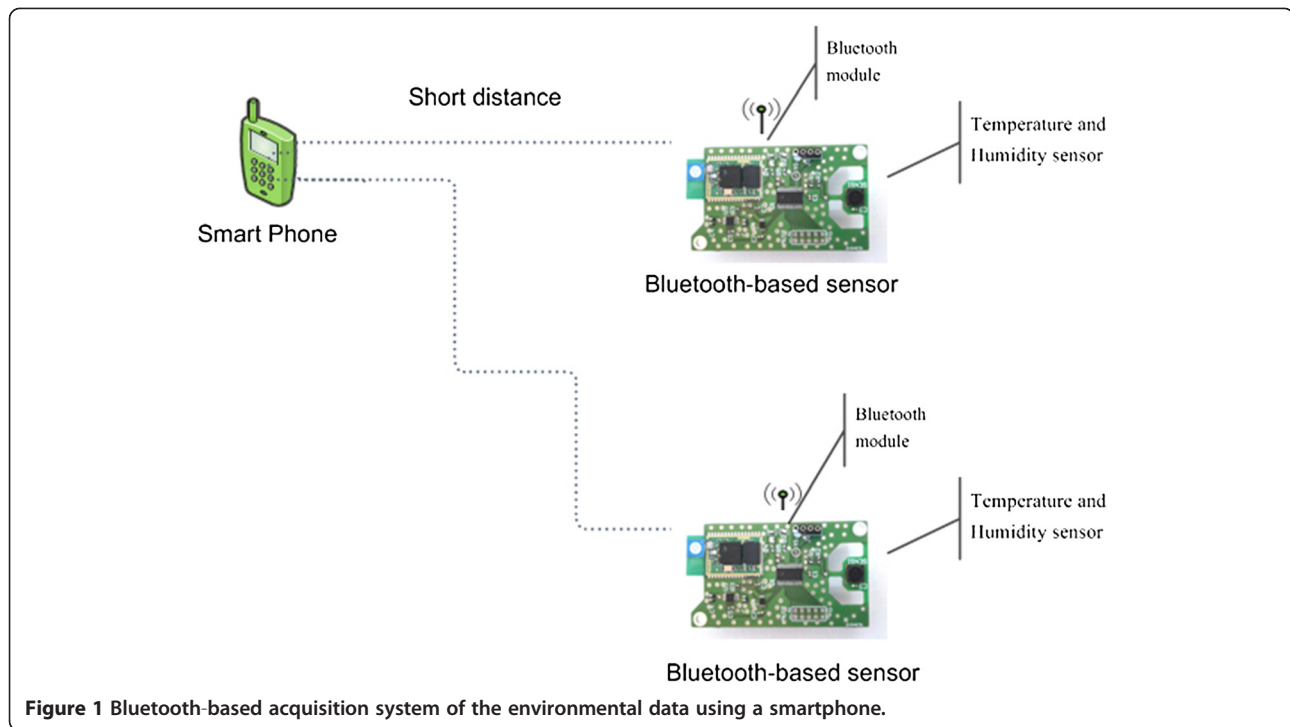 Bluetooth
module
Short distance
Temperature and
Humidity sensor
Smart Phone
Bluetooth-based sensor
Bluetooth
module
Temperature and
Humidity sensor
Bluetooth-based sensor
Figure 1 Bluetooth-based acquisition system of the environmental data using a smartphone.